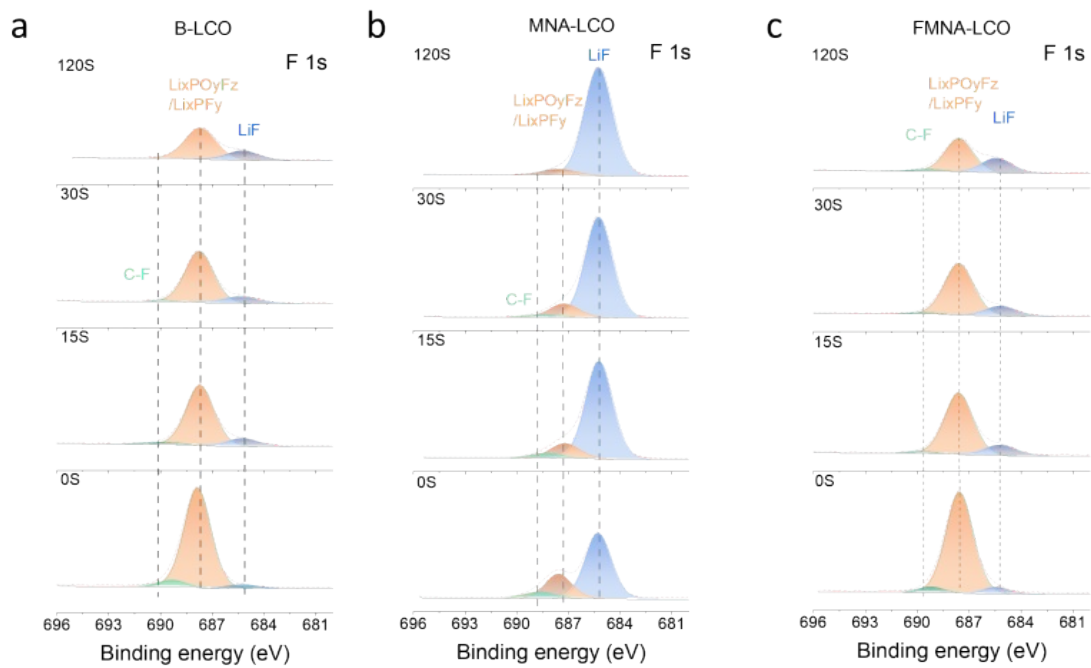 a
B-LCO
120S
F 1s
LixPOyFz
/LixPFy
LiF
30S
C-F
15S
0S
696 693 690 687 684 681
Binding energy (eV)
b
MNA-LCO
120S
F 1s
LiF
LixPOyFz
/LixPFy
30S
C-F
15S
0S
696 693 690 687 684 681
Binding energy (eV)
c
FMNA-LCO
120S
F 1s
LixPOyFz
/LixPFy
C-F
LiF
30S
15S
0S
696 693 690 687 684 681
Binding energy (eV)